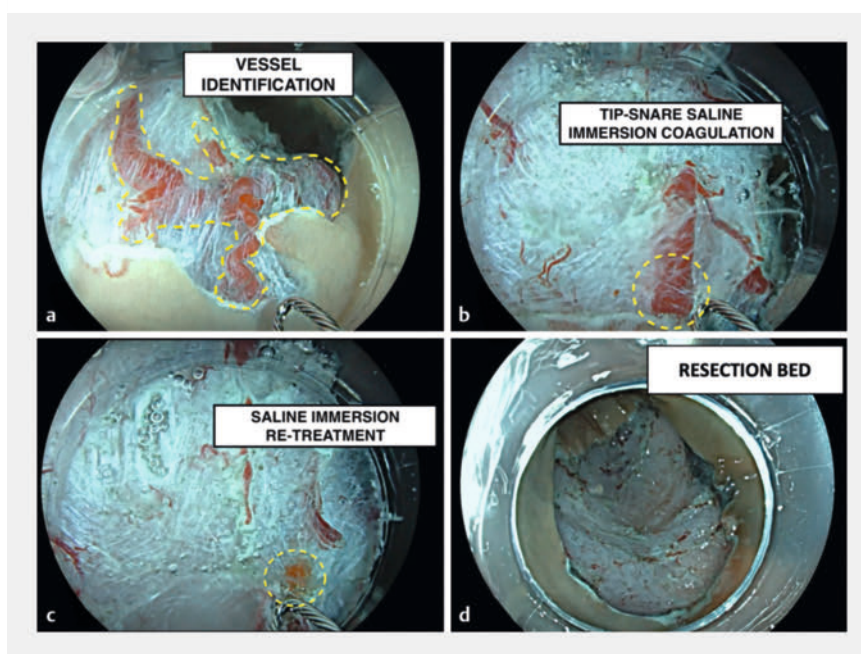 VESSEL
IDENTIFICATION
a
TIP-SNARE SALINE
IMMERSION COAGULATION
b
SALINE IMMERSION
RE-TREATMENT
c
RESECTION BED
d